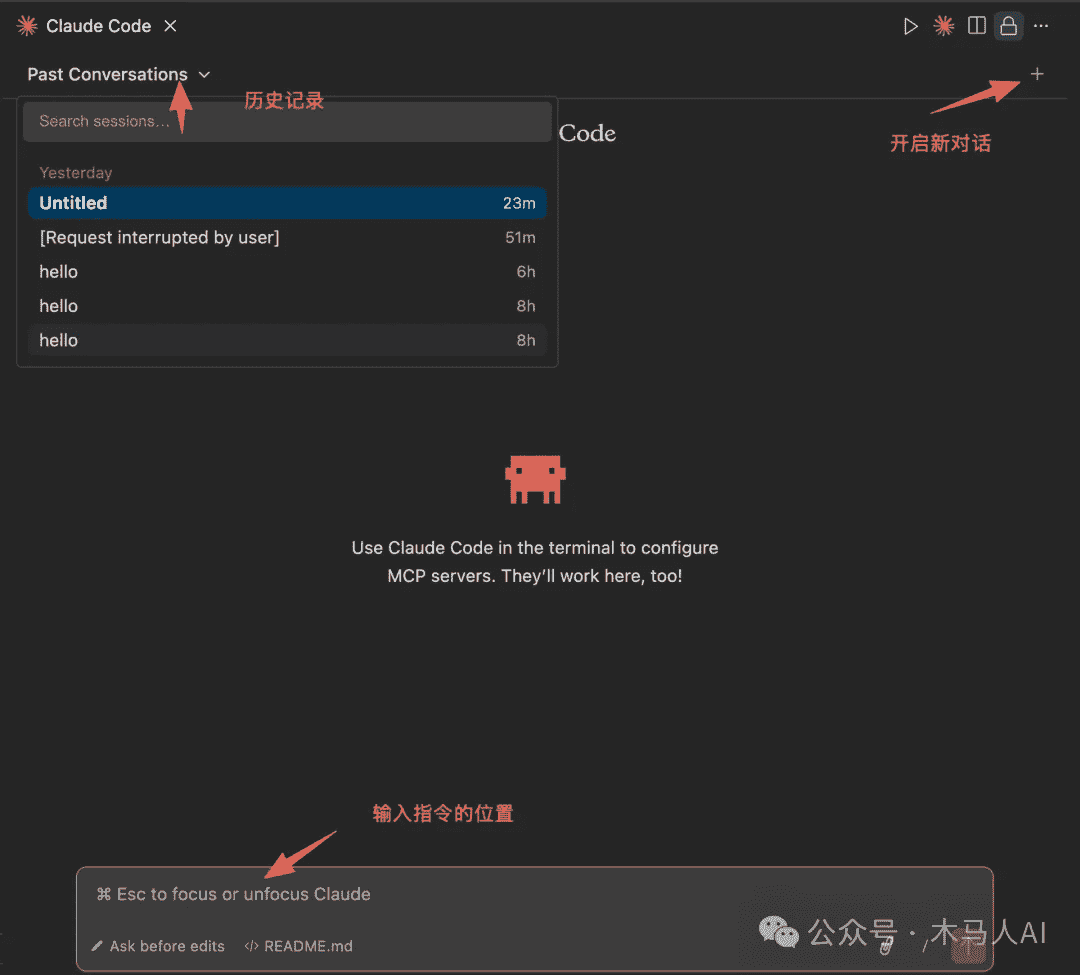 Claude Code
Past Conversations
历史记录
Search sessions...
Code
开启新对话
Yesterday
Untitled 23m
[Request interrupted by user] 51m
hello 6h
hello 8h
hello 8h
Use Claude Code in the terminal to configure
MCP servers. They’ll work here, too!
输入指令的位置
⌘ Esc to focus or unfocus Claude
Ask before edits </> README.md /
公众号 · 木马人AI